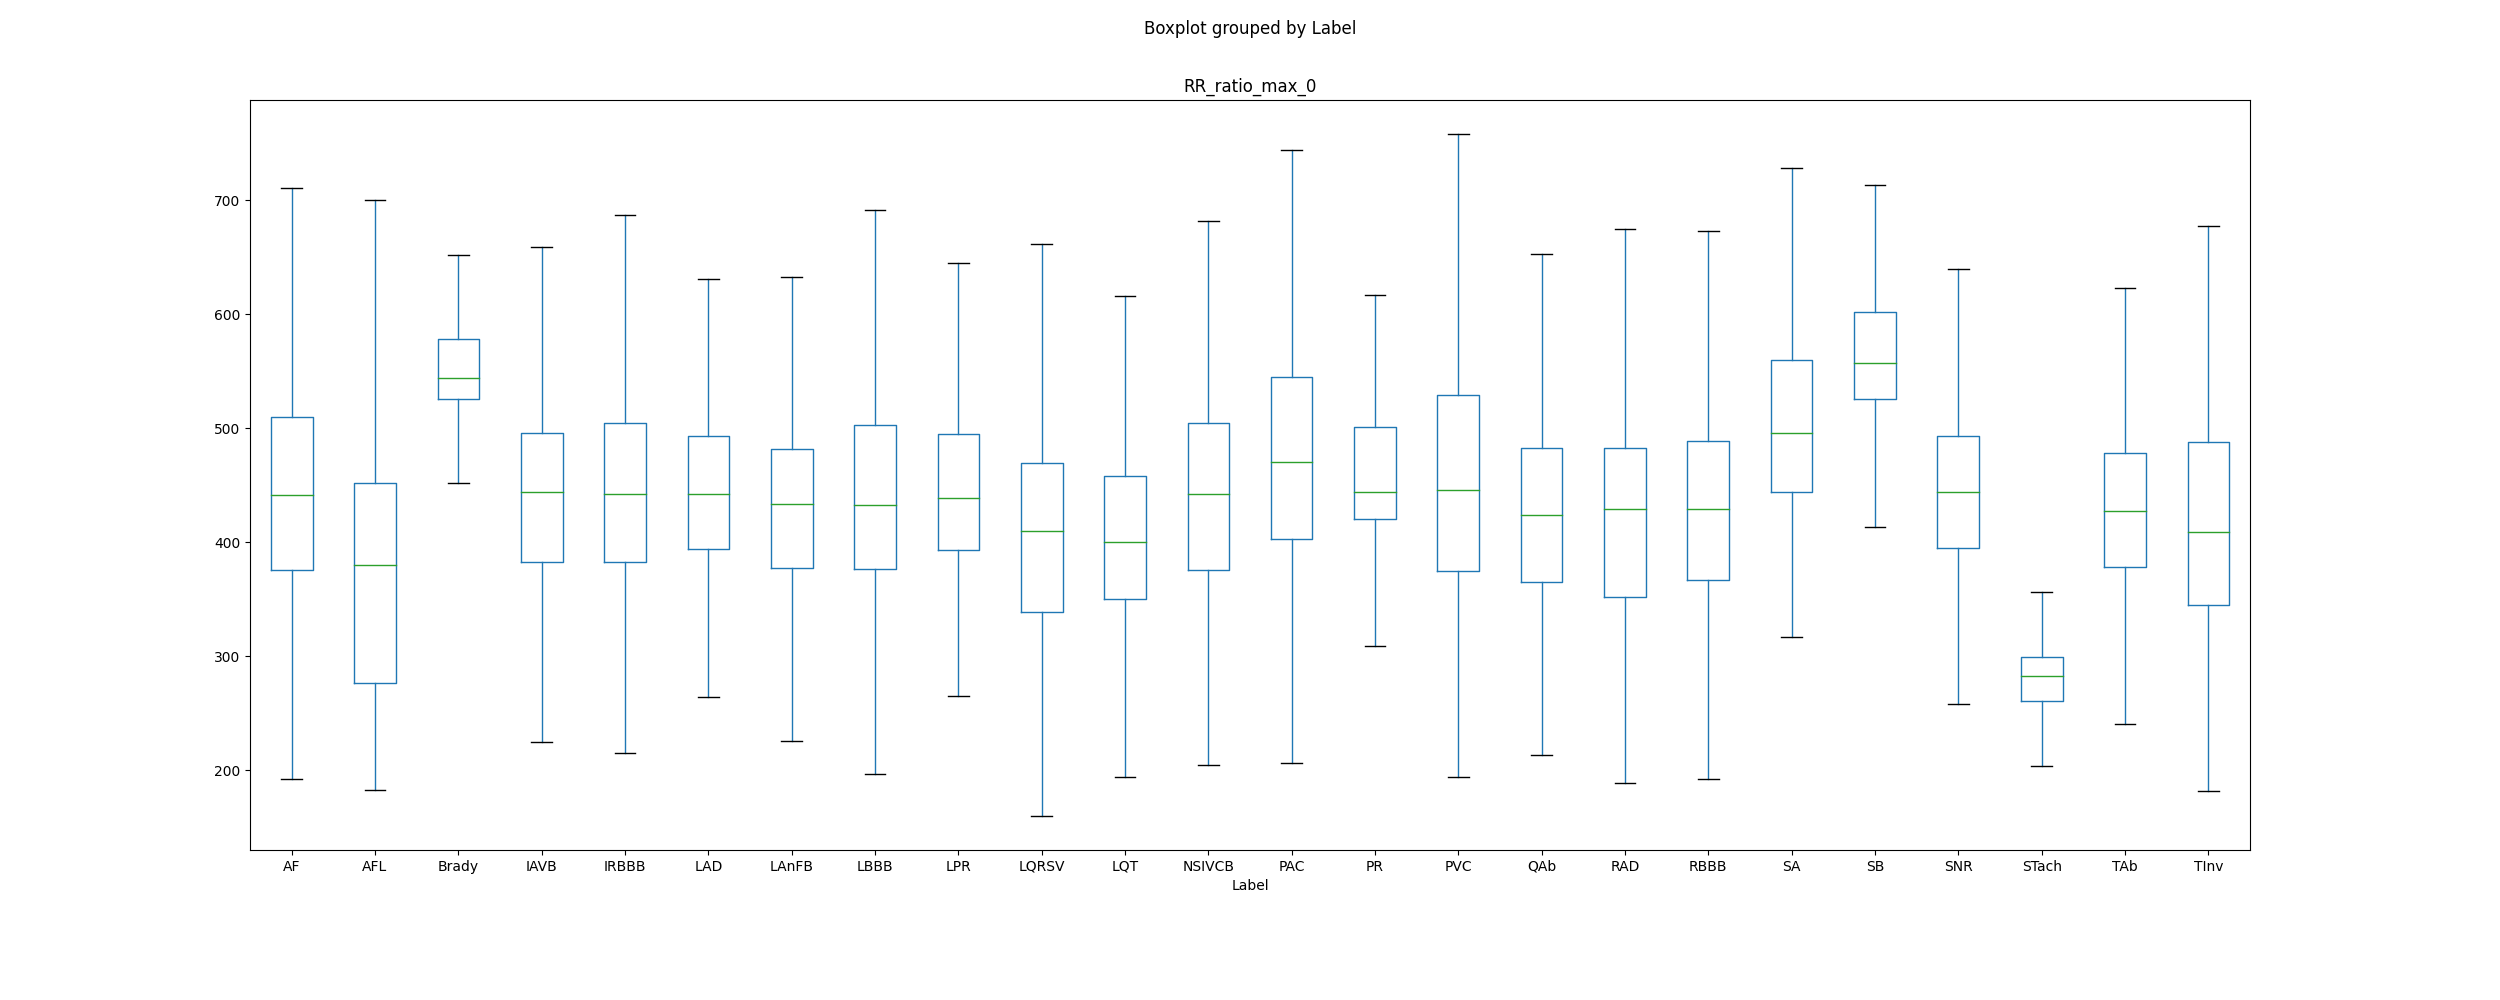 Boxplot grouped by Label
RR_ratio_max_0
700
600
500
400
300
200
AF AFL Brady IAVB IRBBB LAD LAnFB LBBB LPR LQRSV LQT NSIVCB PAC PR PVC QAb RAD RBBB SA SB SNR STach TAb TInv
Label